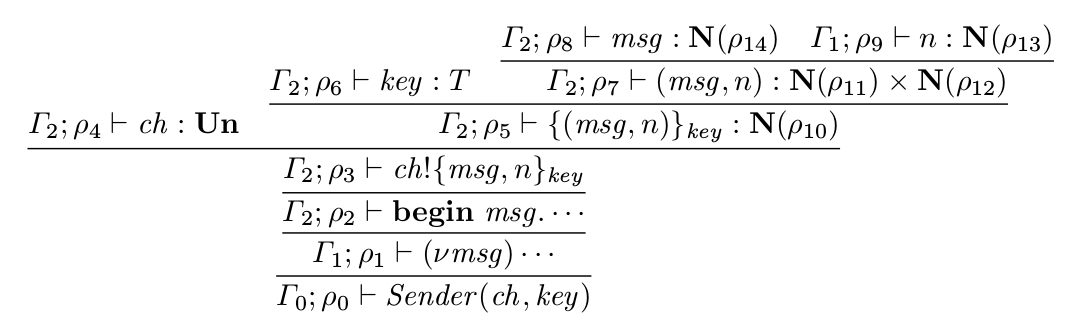 Γ₂; ρ₈ ⊢ msg : N(ρ₁₄) Γ₁; ρ₉ ⊢ n : N(ρ₁₃)
Γ₂; ρ₆ ⊢ key : T Γ₂; ρ₇ ⊢ (msg, n) : N(ρ₁₁) × N(ρ₁₂)
Γ₂; ρ₄ ⊢ ch : Un Γ₂; ρ₅ ⊢ {(msg, n)}ₖₑᵧ : N(ρ₁₀)
Γ₂; ρ₃ ⊢ ch!{msg, n}ₖₑᵧ
Γ₂; ρ₂ ⊢ begin msg. ···
Γ₁; ρ₁ ⊢ (νmsg) ···
Γ₀; ρ₀ ⊢ Sender(ch, key)